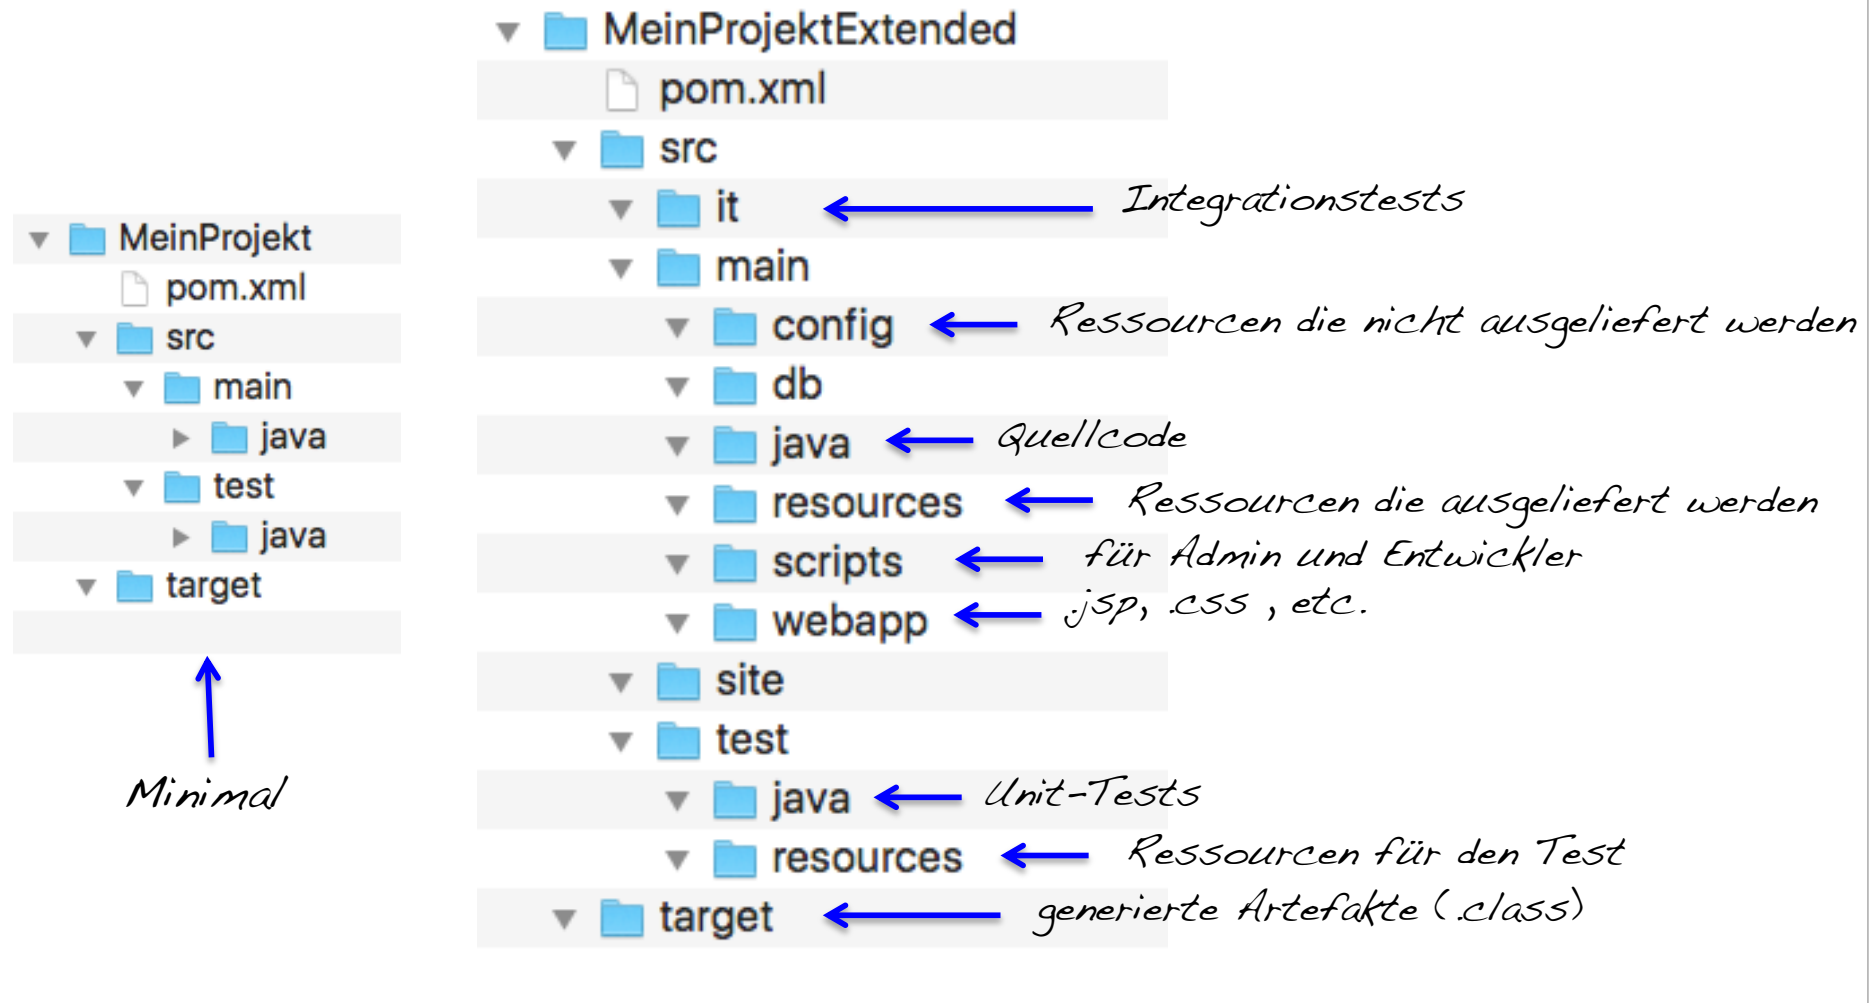 MeinProjekt
pom.xml
src
main
java
test
java
target
Minimal
MeinProjektExtended
pom.xml
src
it Integrationstests
main
config Ressourcen die nicht ausgeliefert werden
db
java Quellcode
resources Ressourcen die ausgeliefert werden
scripts für Admin und Entwickler
webapp .jsp, .css , etc.
site
test
java Unit-Tests
resources Ressourcen für den Test
target generierte Artefakte (.class)